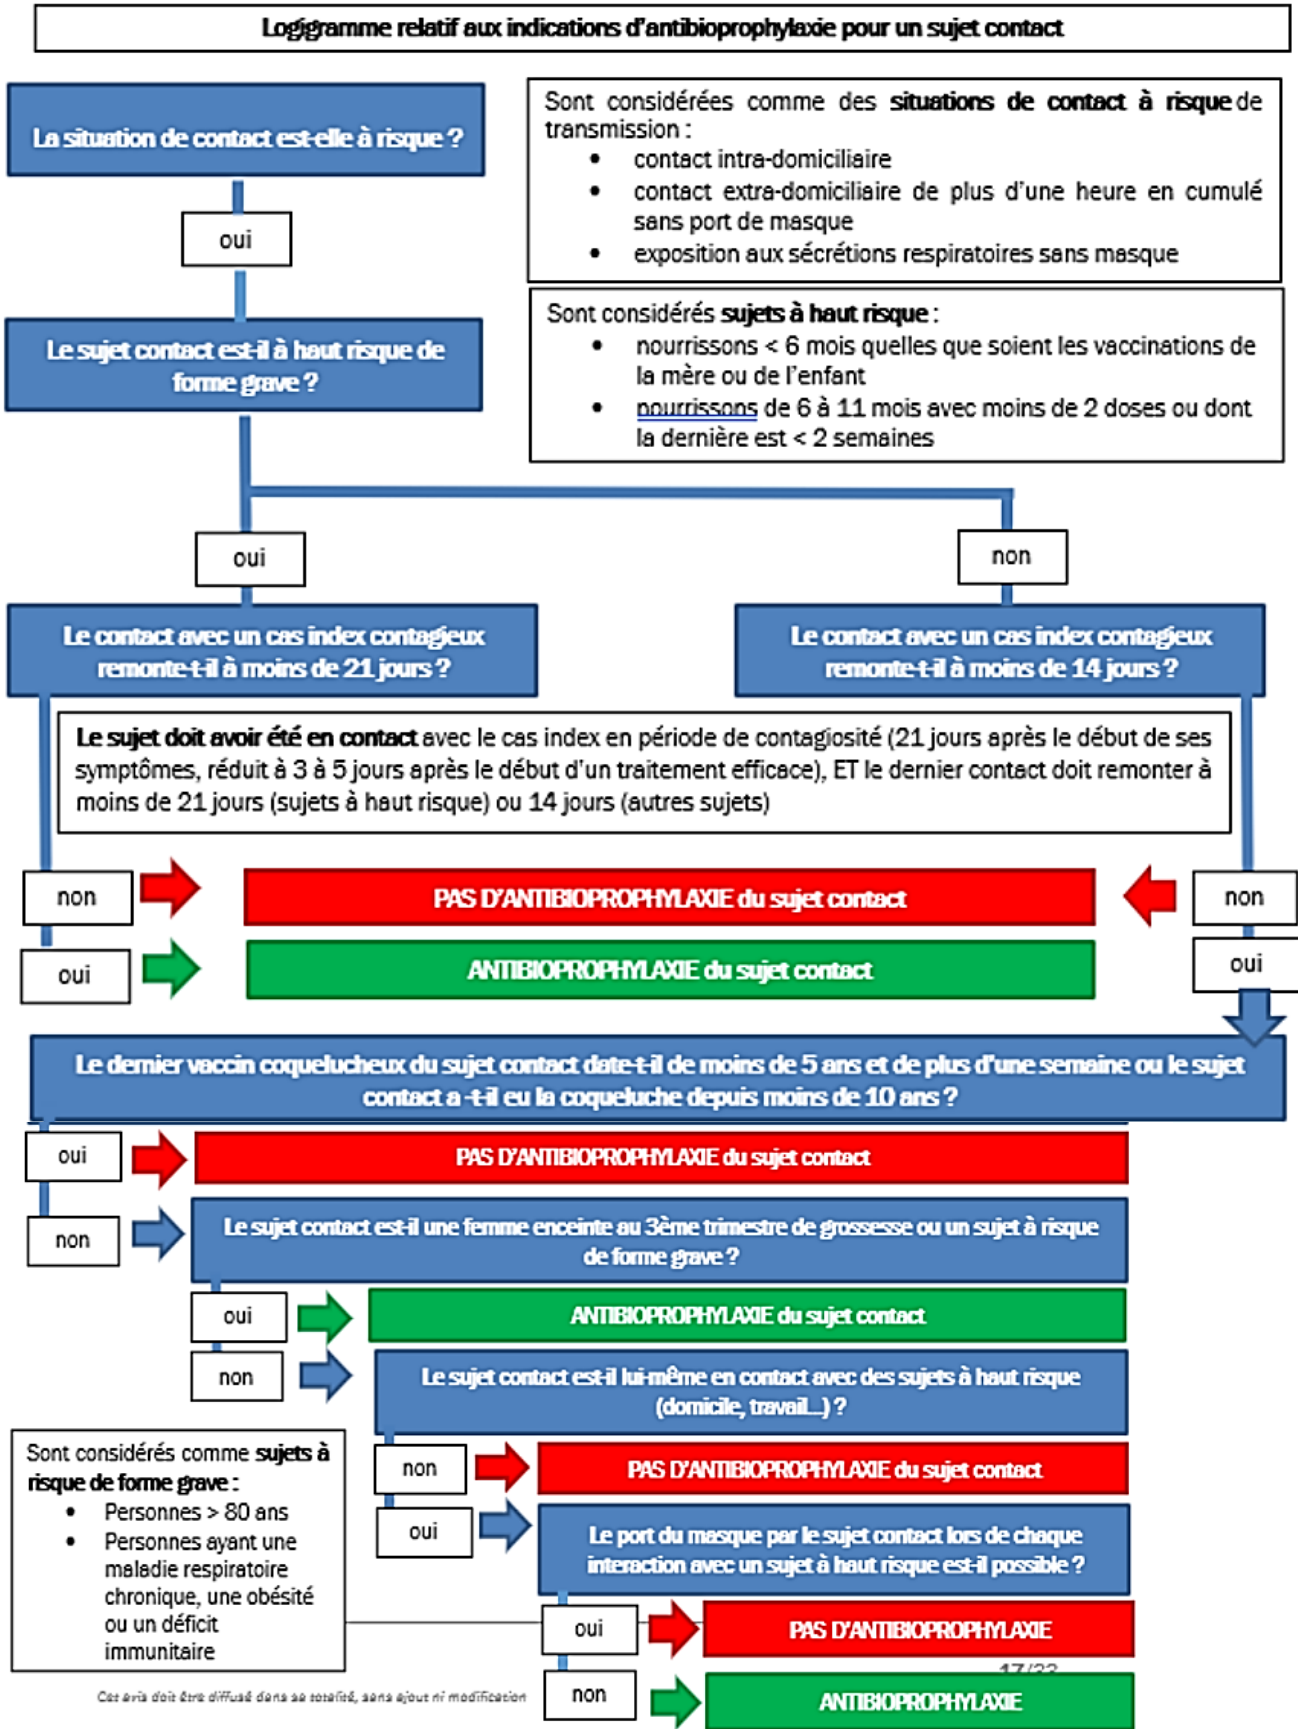 Logigramme relatif aux indications d'antibioprophylaxie pour un sujet contact
La situation de contact est-elle à risque ?
Sont considérées comme des situations de contact à risque de
transmission :
• contact intra-domiciliaire
• contact extra-domiciliaire de plus d'une heure en cumulé
sans port de masque
• exposition aux sécrétions respiratoires sans masque
oui
Sont considérés sujets à haut risque :
• nourrissons < 6 mois quelles que soient les vaccinations de
la mère ou de l'enfant
• nourrissons de 6 à 11 mois avec moins de 2 doses ou dont
la dernière est < 2 semaines
Le sujet contact est-il à haut risque de
forme grave ?
oui
non
Le contact avec un cas index contagieux
remonte-t-il à moins de 21 jours ?
Le contact avec un cas index contagieux
remonte-t-il à moins de 14 jours ?
Le sujet doit avoir été en contact avec le cas index en période de contagiosité (21 jours après le début de ses
symptômes, réduit à 3 à 5 jours après le début d'un traitement efficace), ET le dernier contact doit remonter à
moins de 21 jours (sujets à haut risque) ou 14 jours (autres sujets)
non
PAS D'ANTIBIOPROPHYLAXIE du sujet contact
non
oui
ANTIBIOPROPHYLAXIE du sujet contact
oui
Le dernier vaccin coquelucheux du sujet contact date-t-il de moins de 5 ans et de plus d'une semaine ou le sujet
contact a -t-il eu la coqueluche depuis moins de 10 ans ?
oui
PAS D'ANTIBIOPROPHYLAXIE du sujet contact
non
Le sujet contact est-il une femme enceinte au 3ème trimestre de grossesse ou un sujet à risque
de forme grave ?
oui
ANTIBIOPROPHYLAXIE du sujet contact
non
Le sujet contact est-il lui-même en contact avec des sujets à haut risque
(domicile, travail...) ?
non
PAS D'ANTIBIOPROPHYLAXIE du sujet contact
oui
Le port du masque par le sujet contact lors de chaque
interaction avec un sujet à haut risque est-il possible ?
Sont considérés comme sujets à
risque de forme grave :
• Personnes > 80 ans
• Personnes ayant une
maladie respiratoire
chronique, une obésité
ou un déficit
immunitaire
oui
PAS D'ANTIBIOPROPHYLAXIE
17/33
non
ANTIBIOPROPHYLAXIE
Cet avis doit être diffusé dans sa totalité, sans ajout ni modification